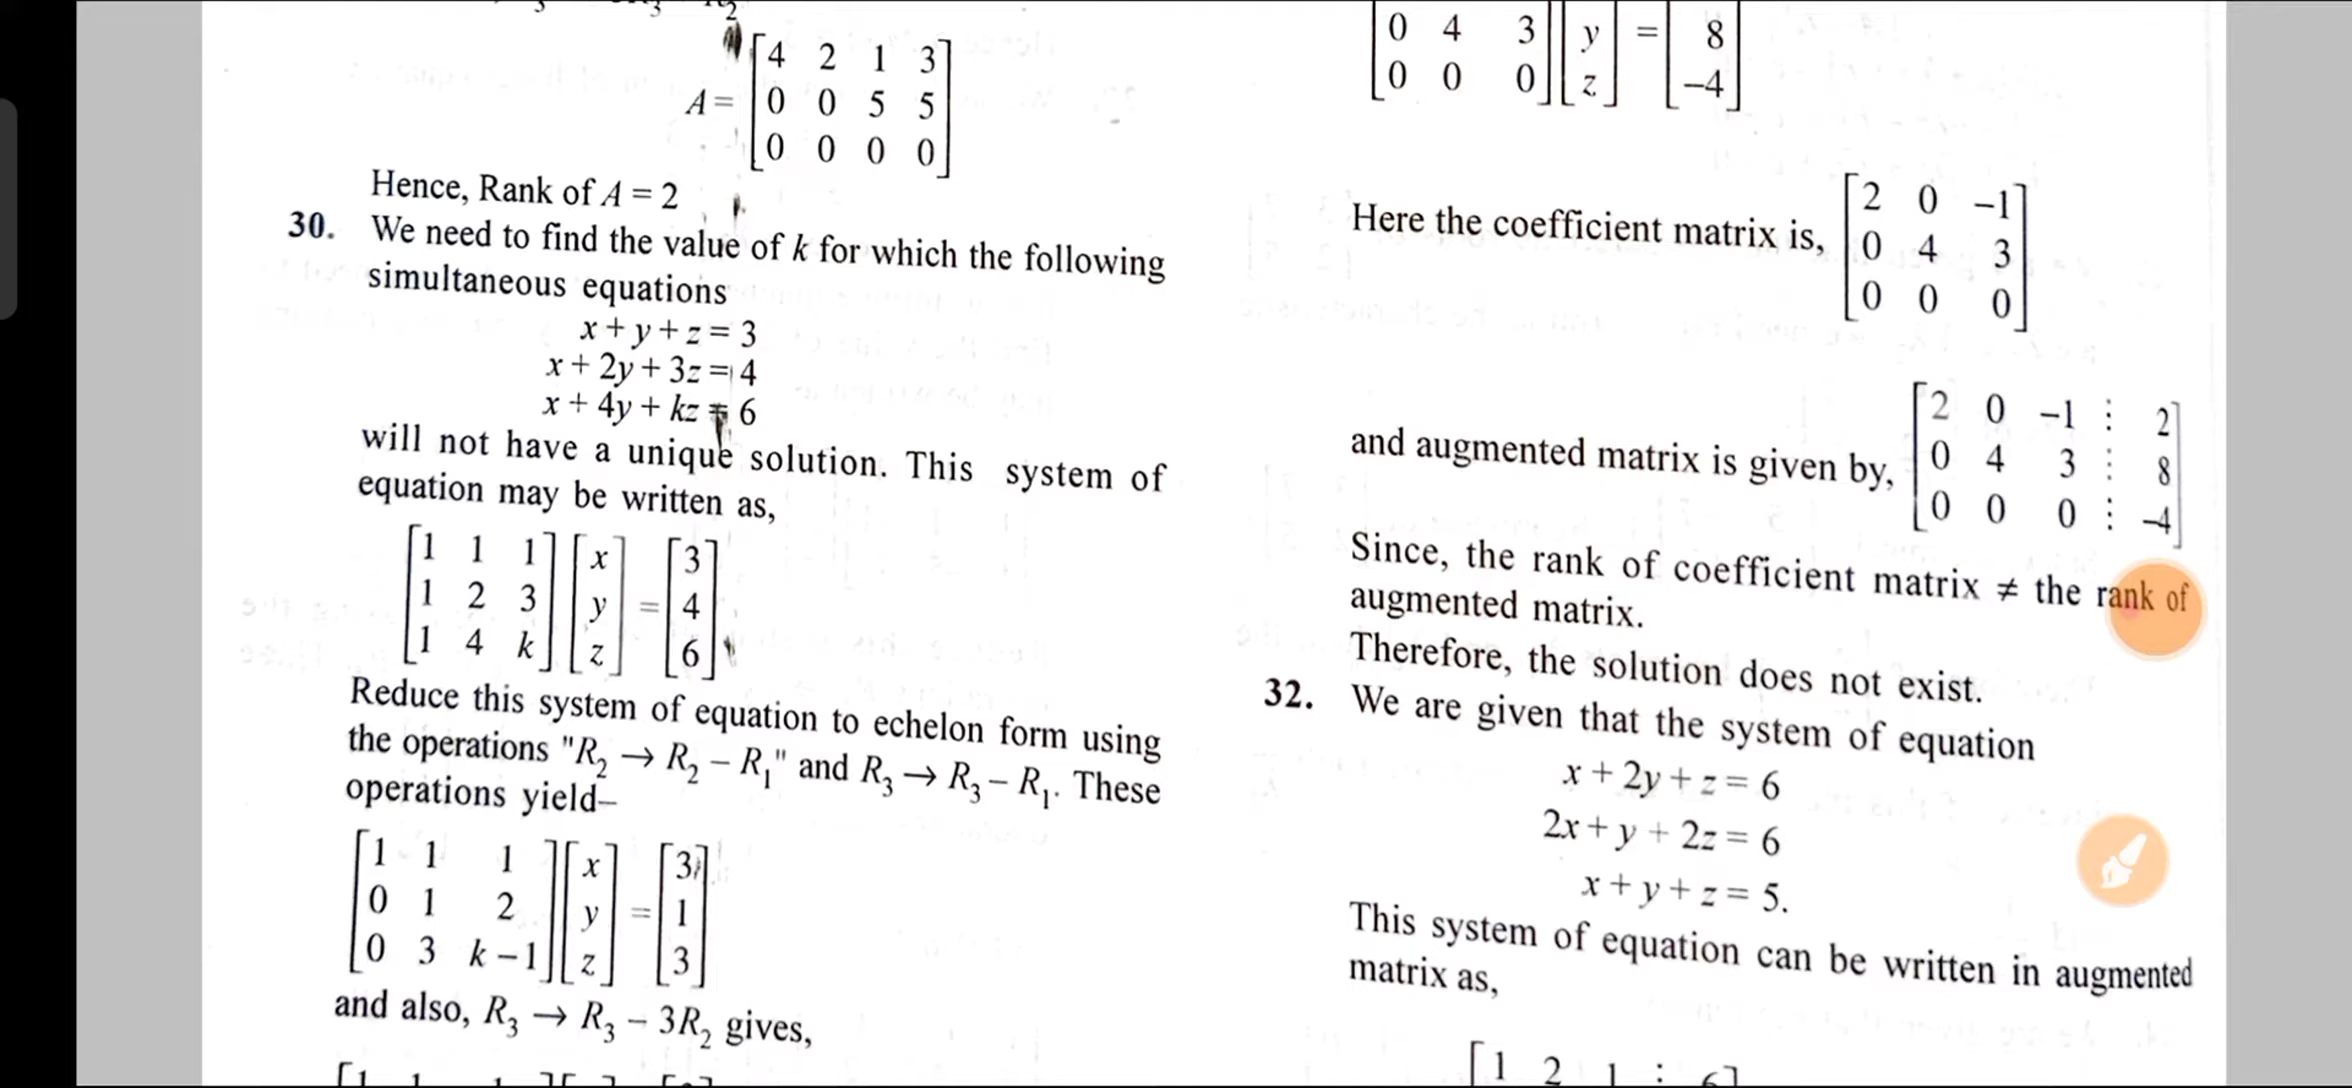 A = [4 2 1 3
0 0 5 5
0 0 0 0]
Hence, Rank of A = 2
30. We need to find the value of k for which the following
simultaneous equations
x + y + z = 3
x + 2y + 3z = 4
x + 4y + kz = 6
will not have a unique solution. This system of
equation may be written as,
[1 1 1] [x] [3]
[1 2 3] [y] = [4]
[1 4 k] [z] [6]
Reduce this system of equation to echelon form using
the operations "R₂ → R₂ – R₁" and R₃ → R₃ – R₁. These
operations yield–
[1 1 1] [x] [3]
[0 1 2] [y] = [1]
[0 3 k – 1] [z] [3]
and also, R₃ → R₃ – 3R₂ gives,
[0 4 3] [y] = [8]
[0 0 0] [z] [–4]
Here the coefficient matrix is, [2 0 –1
0 4 3
0 0 0]
and augmented matrix is given by, [2 0 –1 ⋮ 2
0 4 3 ⋮ 8
0 0 0 ⋮ –4]
Since, the rank of coefficient matrix ≠ the rank of
augmented matrix.
Therefore, the solution does not exist.
32. We are given that the system of equation
x + 2y + z = 6
2x + y + 2z = 6
x + y + z = 5.
This system of equation can be written in augmented
matrix as,
[1 2 1 ⋮ 6]